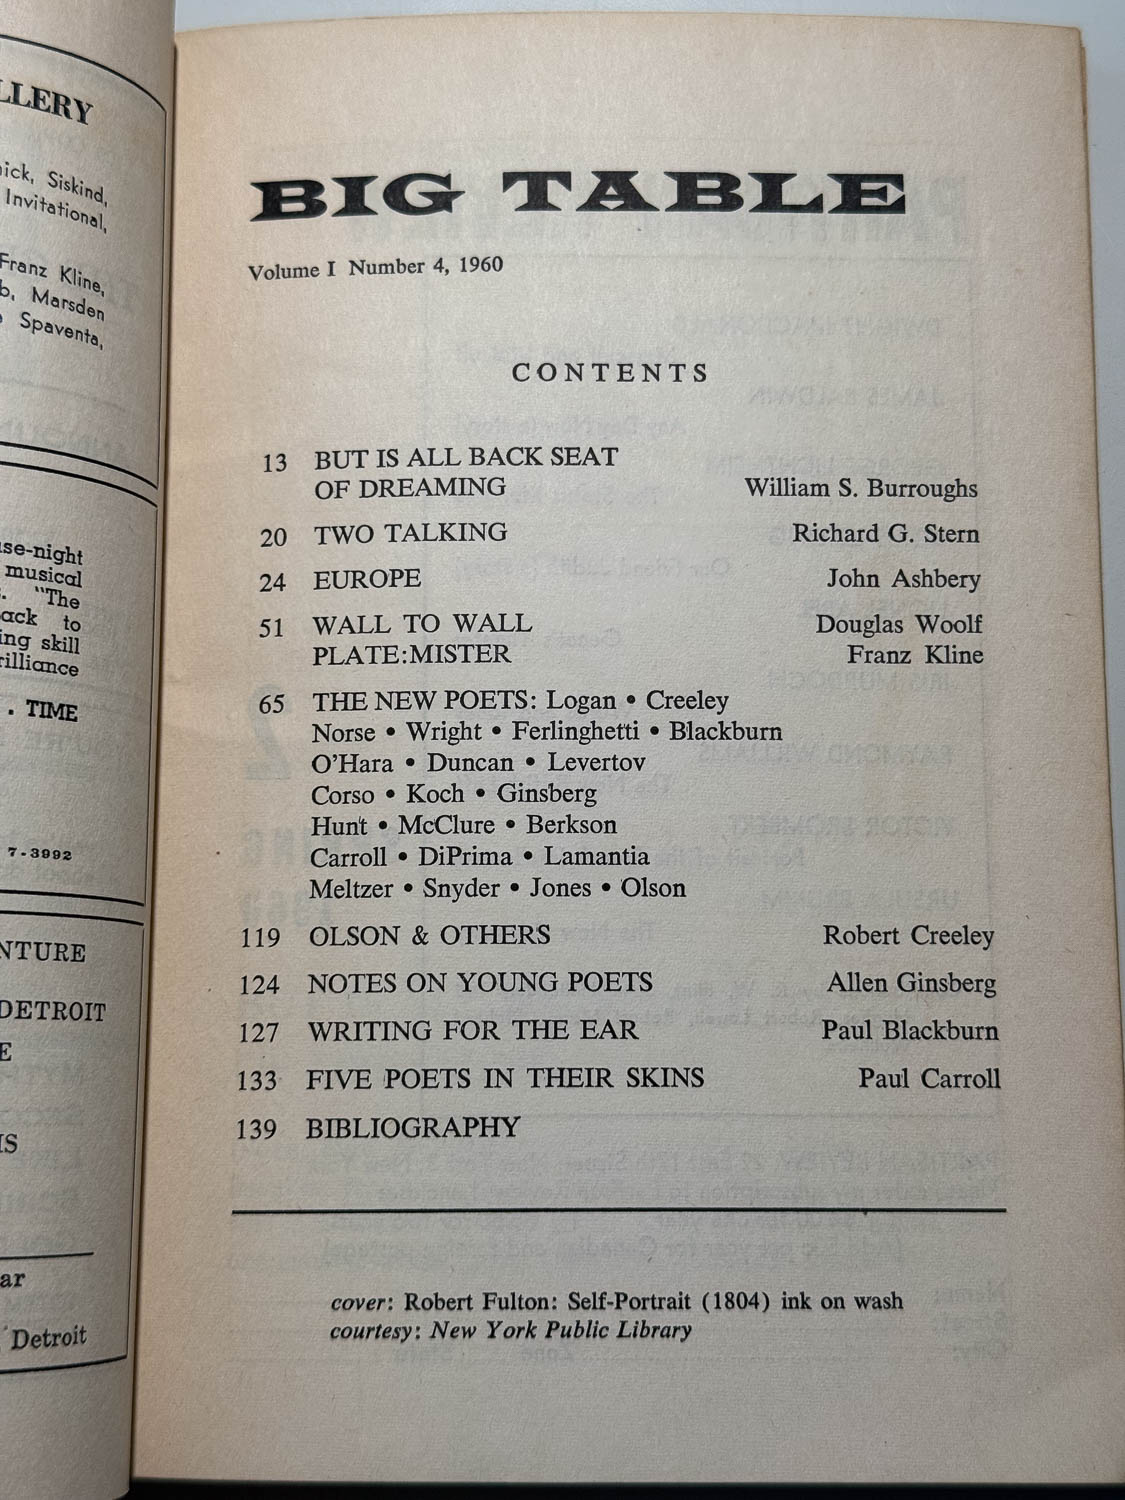 LLERY
ick, Siskind,
Invitational,
Franz Kline,
b, Marsden
Spaventa,
se-night
musical
"The
ack to
ing skill
rilliance
. TIME
7-3992
NTURE
DETROIT
E
IS
ar
Detroit
BIG TABLE
Volume I Number 4, 1960
CONTENTS
13 BUT IS ALL BACK SEAT
OF DREAMING William S. Burroughs
20 TWO TALKING Richard G. Stern
24 EUROPE John Ashbery
51 WALL TO WALL Douglas Woolf
PLATE:MISTER Franz Kline
65 THE NEW POETS: Logan • Creeley
Norse • Wright • Ferlinghetti • Blackburn
O'Hara • Duncan • Levertov
Corso • Koch • Ginsberg
Hunt • McClure • Berkson
Carroll • DiPrima • Lamantia
Meltzer • Snyder • Jones • Olson
119 OLSON & OTHERS Robert Creeley
124 NOTES ON YOUNG POETS Allen Ginsberg
127 WRITING FOR THE EAR Paul Blackburn
133 FIVE POETS IN THEIR SKINS Paul Carroll
139 BIBLIOGRAPHY
cover: Robert Fulton: Self-Portrait (1804) ink on wash
courtesy: New York Public Library